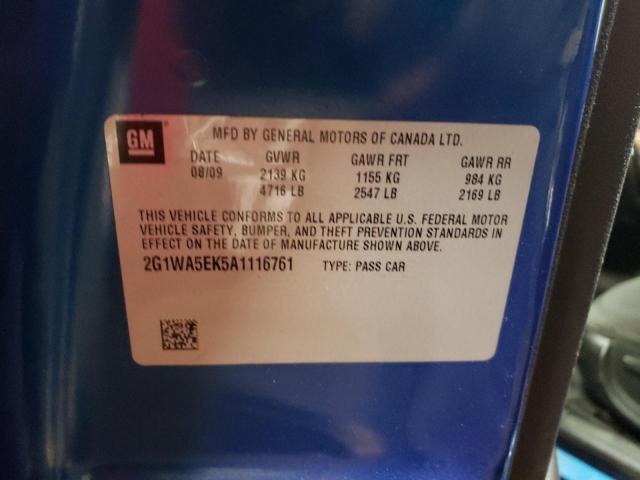 GM
MFD BY GENERAL MOTORS OF CANADA LTD.
DATE GVWR GAWR FRT GAWR RR
08/09 2139 KG 1155 KG 984 KG
4716 LB 2547 LB 2169 LB
THIS VEHICLE CONFORMS TO ALL APPLICABLE U.S. FEDERAL MOTOR
VEHICLE SAFETY, BUMPER, AND THEFT PREVENTION STANDARDS IN
EFFECT ON THE DATE OF MANUFACTURE SHOWN ABOVE.
2G1WA5EK5A1116761 TYPE: PASS CAR